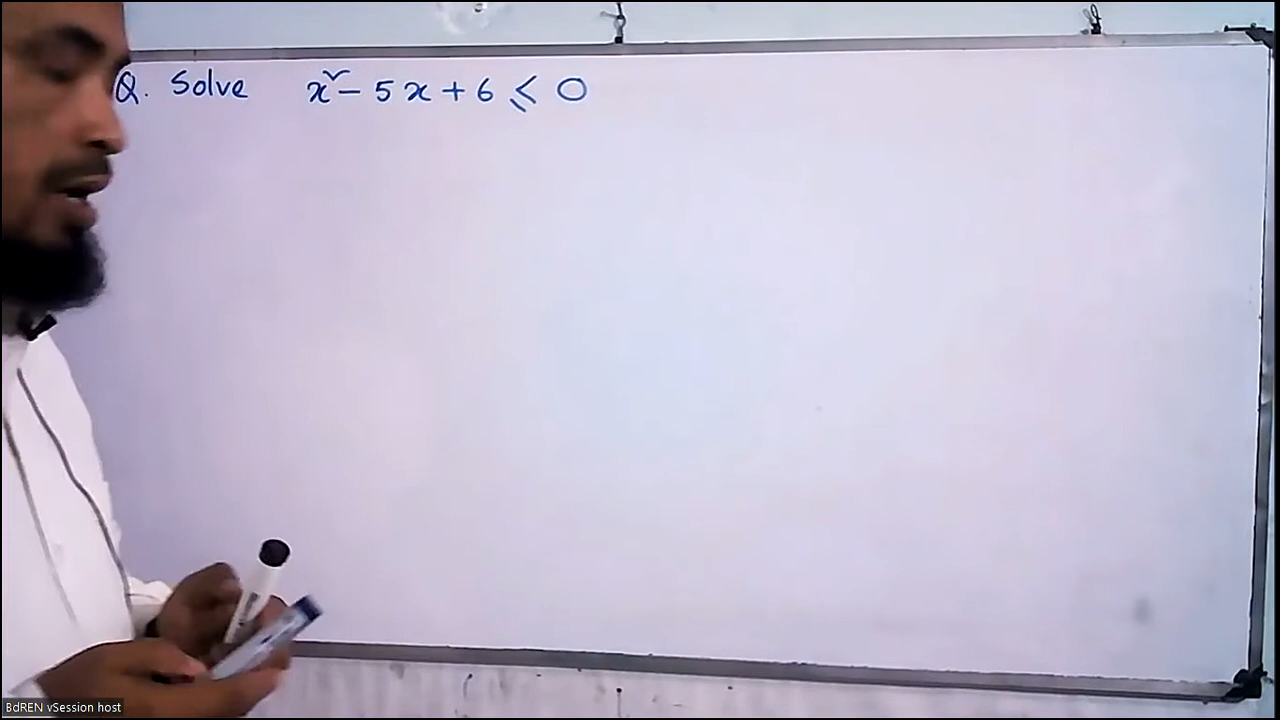 Q. Solve x² - 5x + 6 ≤ 0
BdREN vSession host